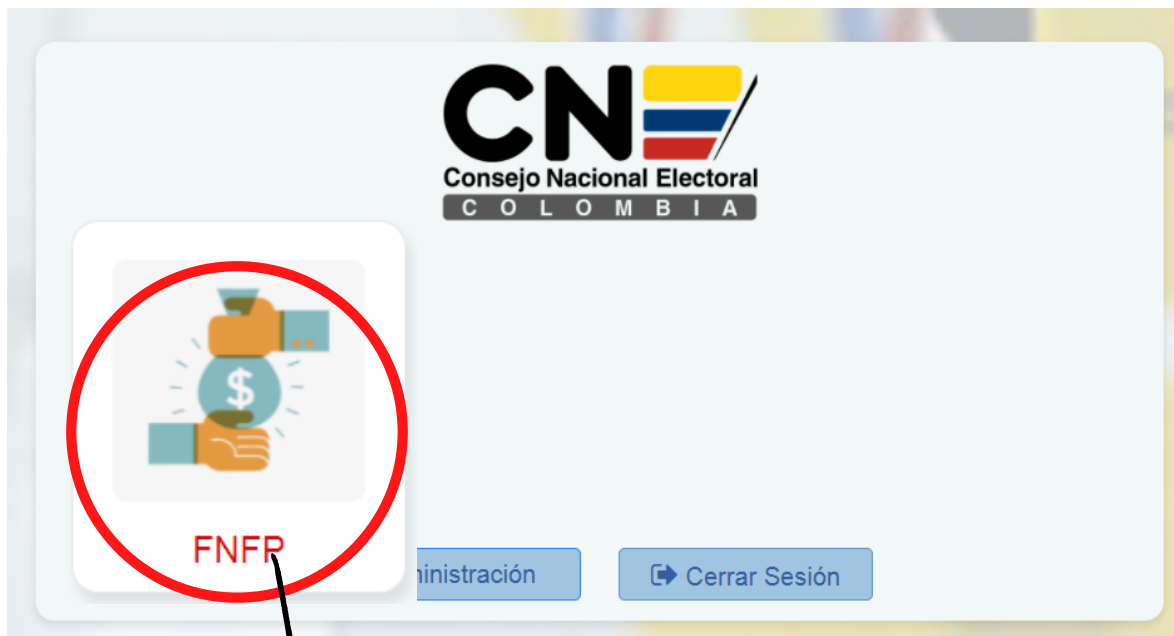 CNE
Consejo Nacional Electoral
COLOMBIA
$
FNFP
Cerrar Sesión